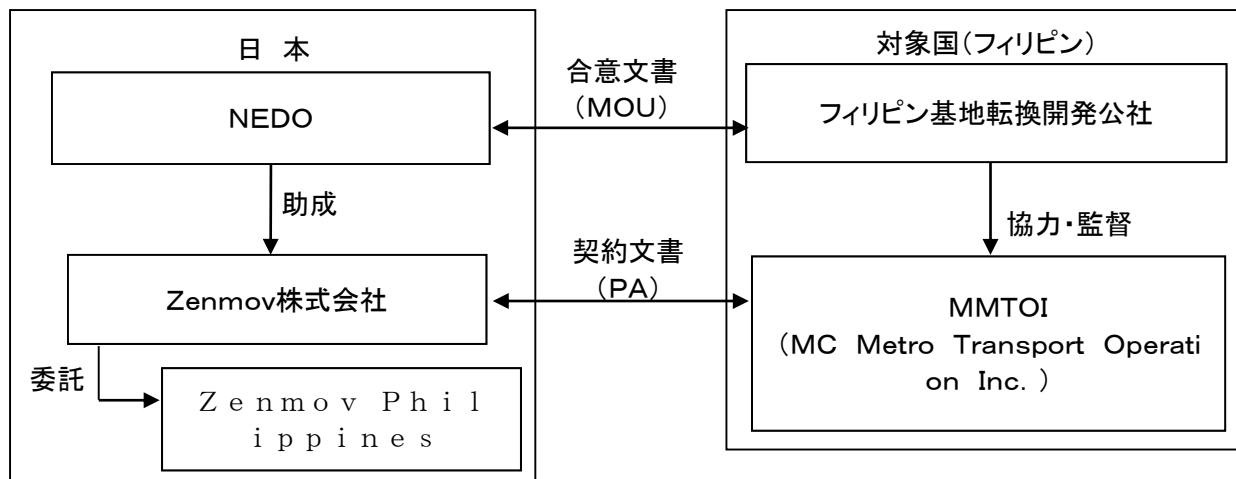 日 本
NEDO
助成
Zenmov株式会社
委託
Zenmov Phil
ippines
合意文書
(MOU)
契約文書
(PA)
対象国(フィリピン)
フィリピン基地転換開発公社
協力・監督
MMTOI
(MC Metro Transport Operati
on Inc.)